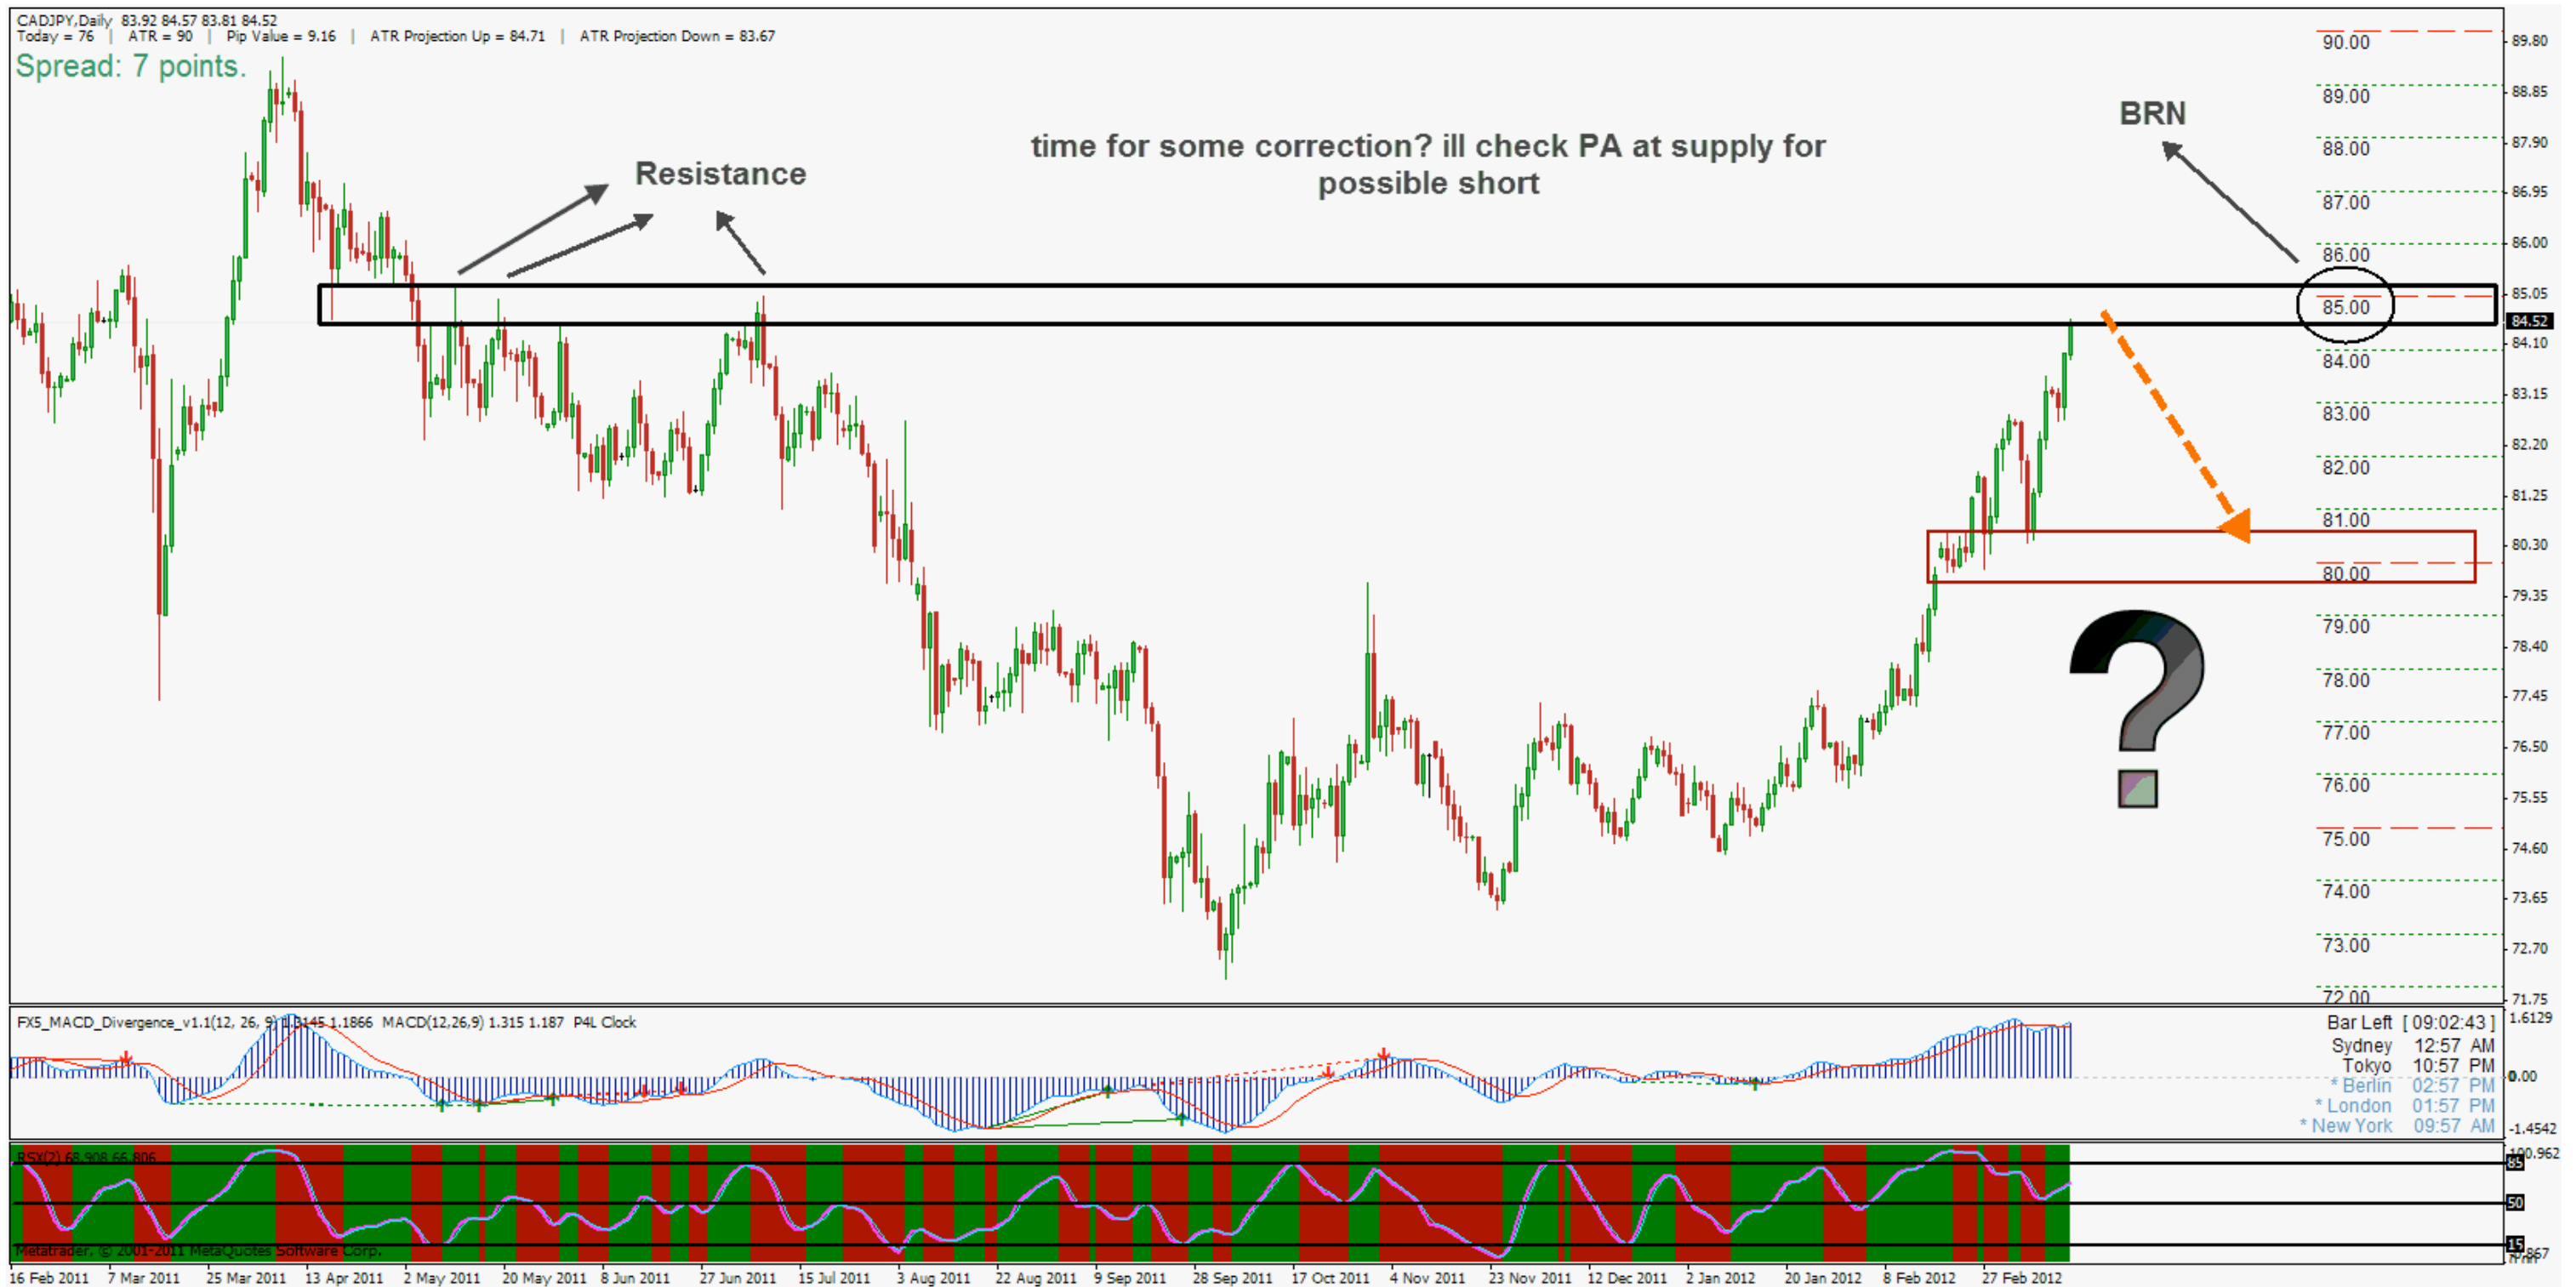 CADJPY,Daily 83.92 84.57 83.81 84.52
Today = 76 | ATR = 90 | Pip Value = 9.16 | ATR Projection Up = 84.71 | ATR Projection Down = 83.67
Spread: 7 points.
Resistance
time for some correction? ill check PA at supply for
possible short
BRN
90.00
89.00
88.00
87.00
86.00
85.00
84.00
83.00
82.00
81.00
80.00
79.00
78.00
77.00
76.00
75.00
74.00
73.00
72.00
89.80
88.85
87.90
86.95
86.00
85.05
84.52
84.10
83.15
82.20
81.25
80.30
79.35
78.40
77.45
76.50
75.55
74.60
73.65
72.70
71.75
?
FX5_MACD_Divergence_v1.1(12, 26, 9) 1.3145 1.1866 MACD(12,26,9) 1.315 1.187 P4L Clock
Bar Left [ 09:02:43 ]
Sydney 12:57 AM
Tokyo 10:57 PM
* Berlin 02:57 PM
* London 01:57 PM
* New York 09:57 AM
1.6129
0.00
-1.4542
RSX(2) 68.908 66.806
85
50
15
Metatrader, © 2001-2011 MetaQuotes Software Corp.
16 Feb 2011 7 Mar 2011 25 Mar 2011 13 Apr 2011 2 May 2011 20 May 2011 8 Jun 2011 27 Jun 2011 15 Jul 2011 3 Aug 2011 22 Aug 2011 9 Sep 2011 28 Sep 2011 17 Oct 2011 4 Nov 2011 23 Nov 2011 12 Dec 2011 2 Jan 2012 20 Jan 2012 8 Feb 2012 27 Feb 2012